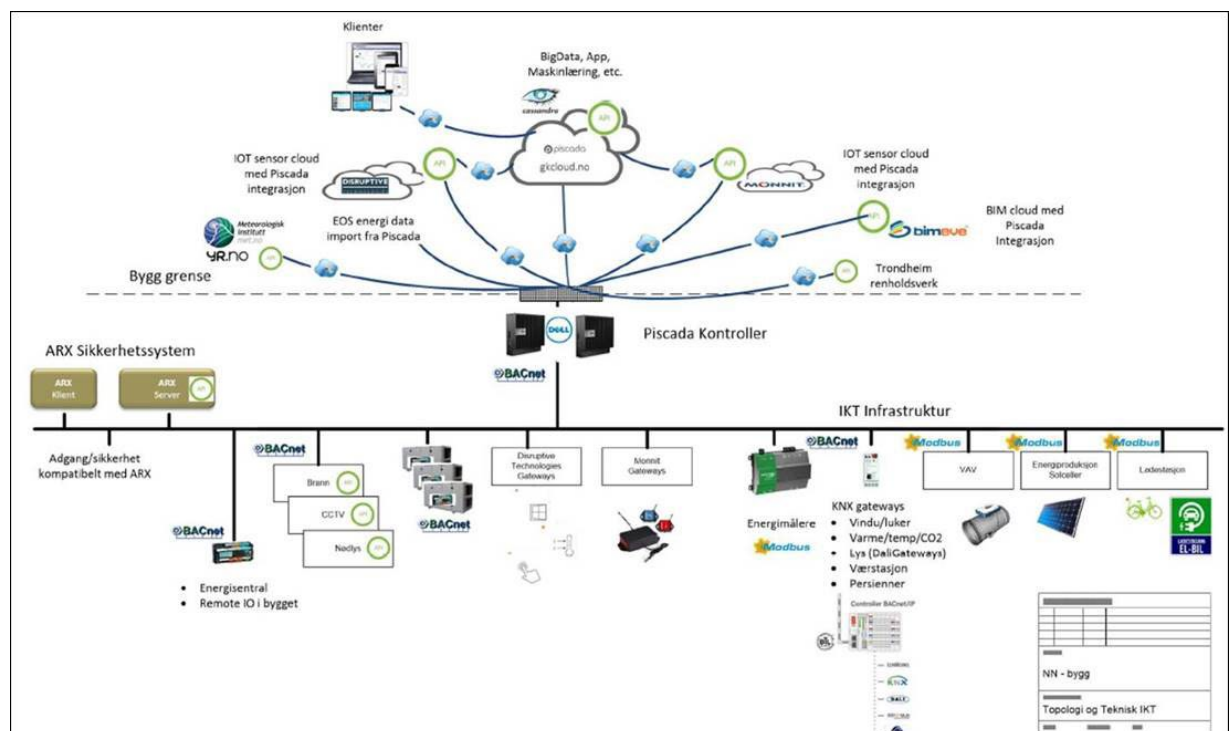 Klienter
BigData, App,
Maskinlæring, etc.
cassandra
API
piscada
gkcloud.no
IOT sensor cloud
med Piscada
integrasjon
DISRUPTIVE
API
API
MONNIT
IOT sensor cloud
med Piscada
integrasjon
EOS energi data
import fra Piscada
Meteorologisk
institutt
met.no
YR.NO
API
API
bimeye
BIM cloud med
Piscada
Integrasjon
Bygg grense
API
Trondheim
renholdsverk
DELL
Piscada Kontroller
BACnet
ARX Sikkerhetssystem
ARX
Klient
ARX
Server
API
IKT Infrastruktur
Adgang/sikkerhet
kompatibelt med ARX
BACnet
Brann
API
CCTV
API
Nødlys
API
BACnet
Energisentral
Remote IO i bygget
BACnet
Disruptive
Technologies
Gateways
Monnit
Gateways
Energimålere
Modbus
BACnet
KNX gateways
Vindu/luker
Varme/temp/CO2
Lys (DaliGateways)
Værstasjon
Persienner
Controller BACnet/IP
KNX
DALI
Modbus
VAV
Modbus
Energiproduksjon
Solceller
Modbus
Ladestasjon
EL-BIL
NN - bygg
Topologi og Teknisk IKT